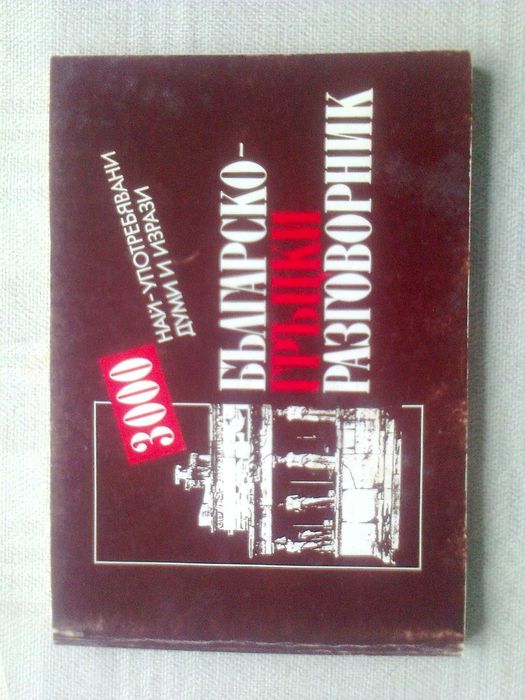 3000
НАЙ-УПОТРЕБЯВАНИ
ДУМИ И ИЗРАЗИ
БЪЛГАРСКО-
ГРЪЦКИ
РАЗГОВОРНИК